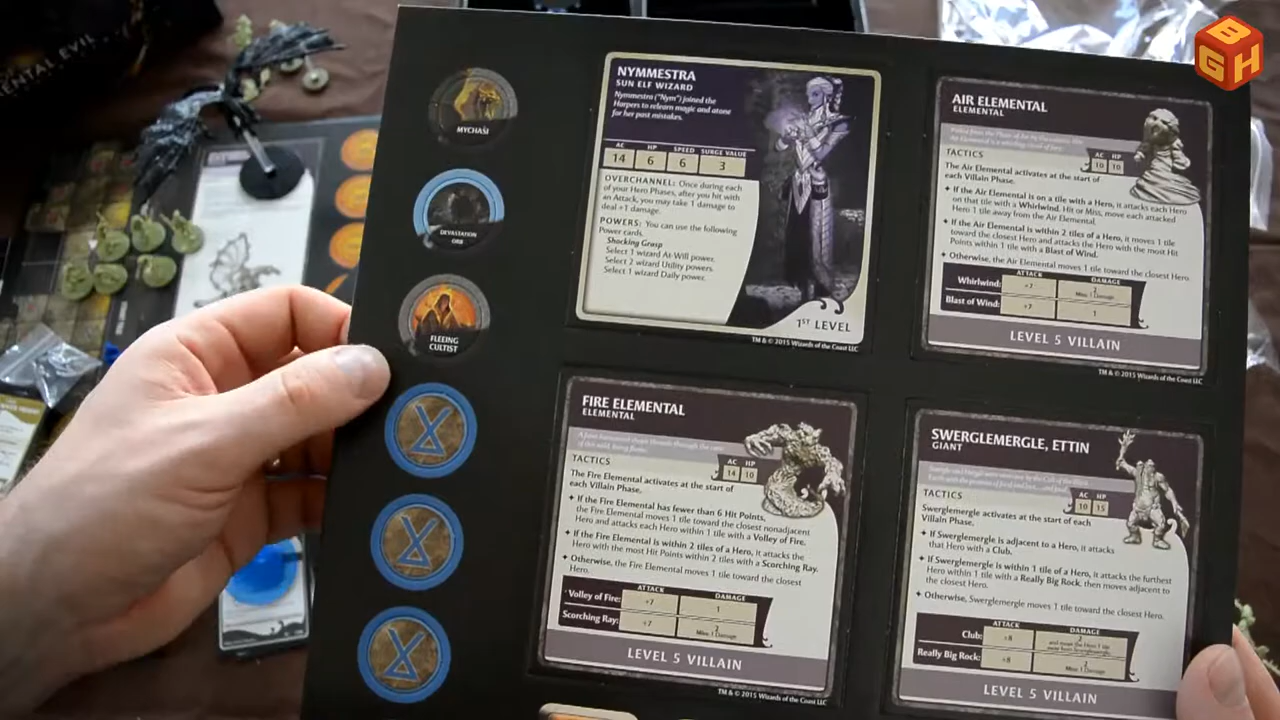 MENTAL EVIL
BGH
MYCHASI
DEVASTATION
ORB
FLEEING
CULTIST
NYMMESTRA
SUN ELF WIZARD
Nymmestra ("Nym") joined the
Harpers to relearn magic and atone
for her past mistakes.
AC HP SPEED SURGE VALUE
14 6 6 3
OVERCHANNEL: Once during each
of your Hero Phases, after you hit with
an Attack, you may take 1 damage to
deal +1 damage.
POWERS: You can use the following
Power cards.
Shocking Grasp
Select 1 wizard At-Will power.
Select 2 wizard Utility powers.
Select 1 wizard Daily power.
1ST LEVEL
TM & © 2015 Wizards of the Coast LLC
AIR ELEMENTAL
ELEMENTAL
TACTICS
AC HP
10 10
The Air Elemental activates at the start of
each Villain Phase.
✦ If the Air Elemental is on a tile with a Hero, it attacks each Hero
on that tile with a Whirlwind. Hit or Miss, move each attacked
Hero 1 tile away from the Air Elemental.
✦ If the Air Elemental is within 2 tiles of a Hero, it moves 1 tile
toward the closest Hero and attacks the Hero with the most Hit
Points within 1 tile with a Blast of Wind.
✦ Otherwise, the Air Elemental moves 1 tile toward the closest Hero.
ATTACK DAMAGE
Whirlwind: +7 2 Miss: 1 Damage
Blast of Wind: +7 1
LEVEL 5 VILLAIN
TM & © 2015 Wizards of the Coast LLC
FIRE ELEMENTAL
ELEMENTAL
TACTICS
AC HP
14 10
The Fire Elemental activates at the start of
each Villain Phase.
✦ If the Fire Elemental has fewer than 6 Hit Points,
the Fire Elemental moves 1 tile toward the closest nonadjacent
Hero and attacks each Hero within 1 tile with a Volley of Fire.
✦ If the Fire Elemental is within 2 tiles of a Hero, it attacks the
Hero with the most Hit Points within 2 tiles with a Scorching Ray.
✦ Otherwise, the Fire Elemental moves 1 tile toward the closest
Hero.
ATTACK DAMAGE
Volley of Fire: +7 1
Scorching Ray: +7 2 Miss: 1 Damage
LEVEL 5 VILLAIN
TM & © 2015 Wizards of the Coast LLC
SWERGLEMERGLE, ETTIN
GIANT
TACTICS
AC HP
10 15
Swerglemergle activates at the start of each
Villain Phase.
✦ If Swerglemergle is adjacent to a Hero, it attacks
that Hero with a Club.
✦ If Swerglemergle is within 1 tile of a Hero, it attacks the furthest
Hero within 1 tile with a Really Big Rock, then moves adjacent to
the closest Hero.
✦ Otherwise, Swerglemergle moves 1 tile toward the closest Hero.
ATTACK DAMAGE
Club: +8 2
Really Big Rock: +8 2 Miss: 1 Damage
LEVEL 5 VILLAIN